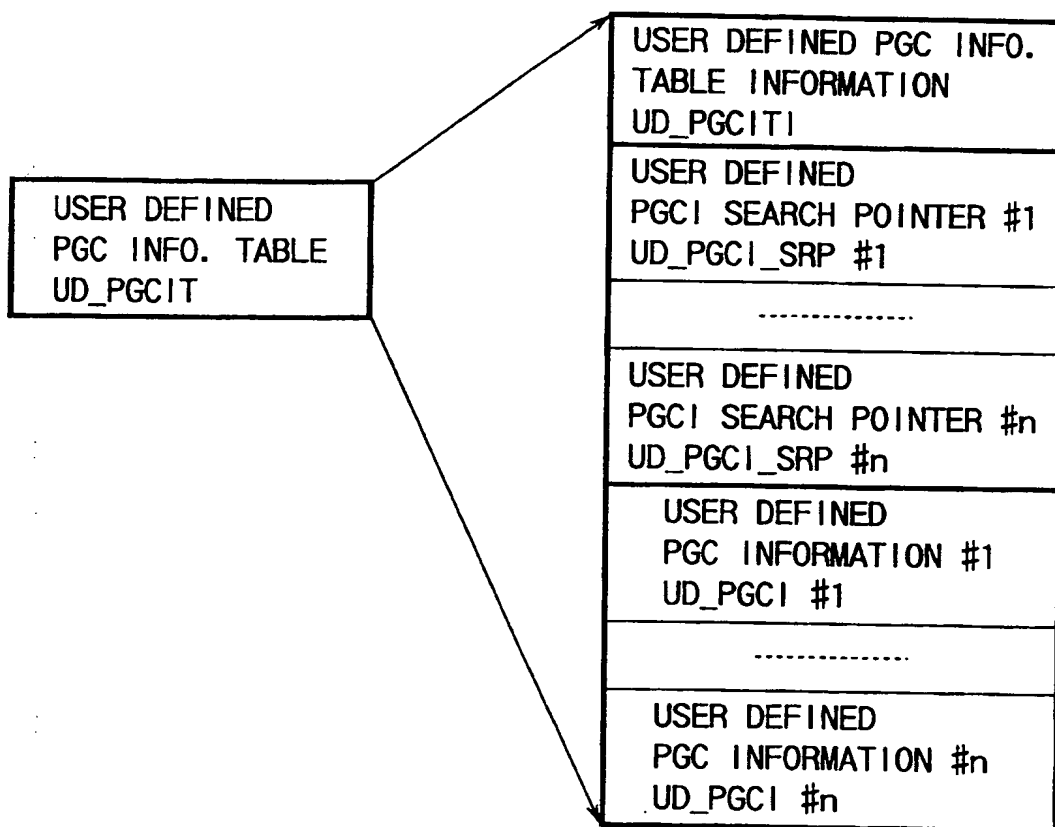 USER DEFINED
PGC INFO. TABLE
UD_PGCIT
USER DEFINED PGC INFO.
TABLE INFORMATION
UD_PGCITI
USER DEFINED
PGCI SEARCH POINTER #1
UD_PGCI_SRP #1
---------------
USER DEFINED
PGCI SEARCH POINTER #n
UD_PGCI_SRP #n
USER DEFINED
PGC INFORMATION #1
UD_PGCI #1
---------------
USER DEFINED
PGC INFORMATION #n
UD_PGCI #n